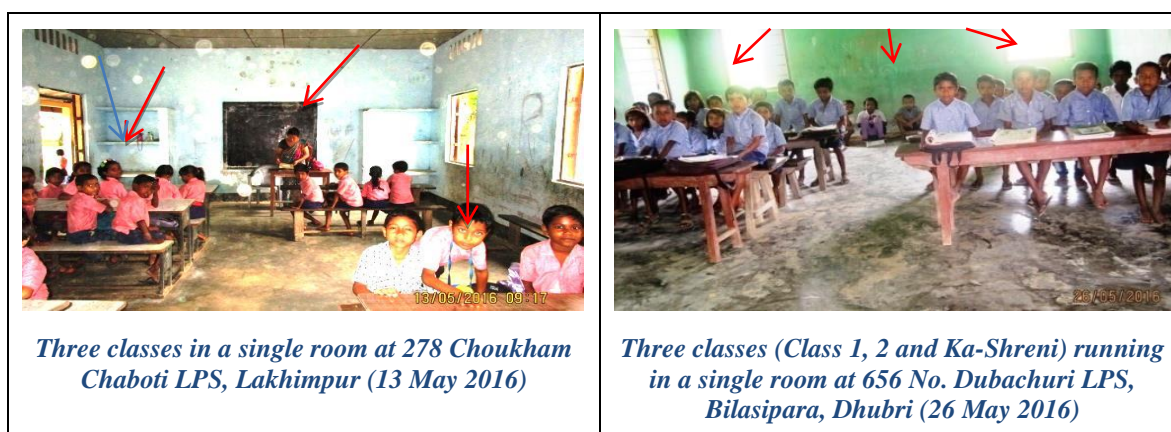 13/05/2016 09:17
26/05/2016
Three classes in a single room at 278 Choukham
Chaboti LPS, Lakhimpur (13 May 2016)
Three classes (Class 1, 2 and Ka-Shreni) running
in a single room at 656 No. Dubachuri LPS,
Bilasipara, Dhubri (26 May 2016)